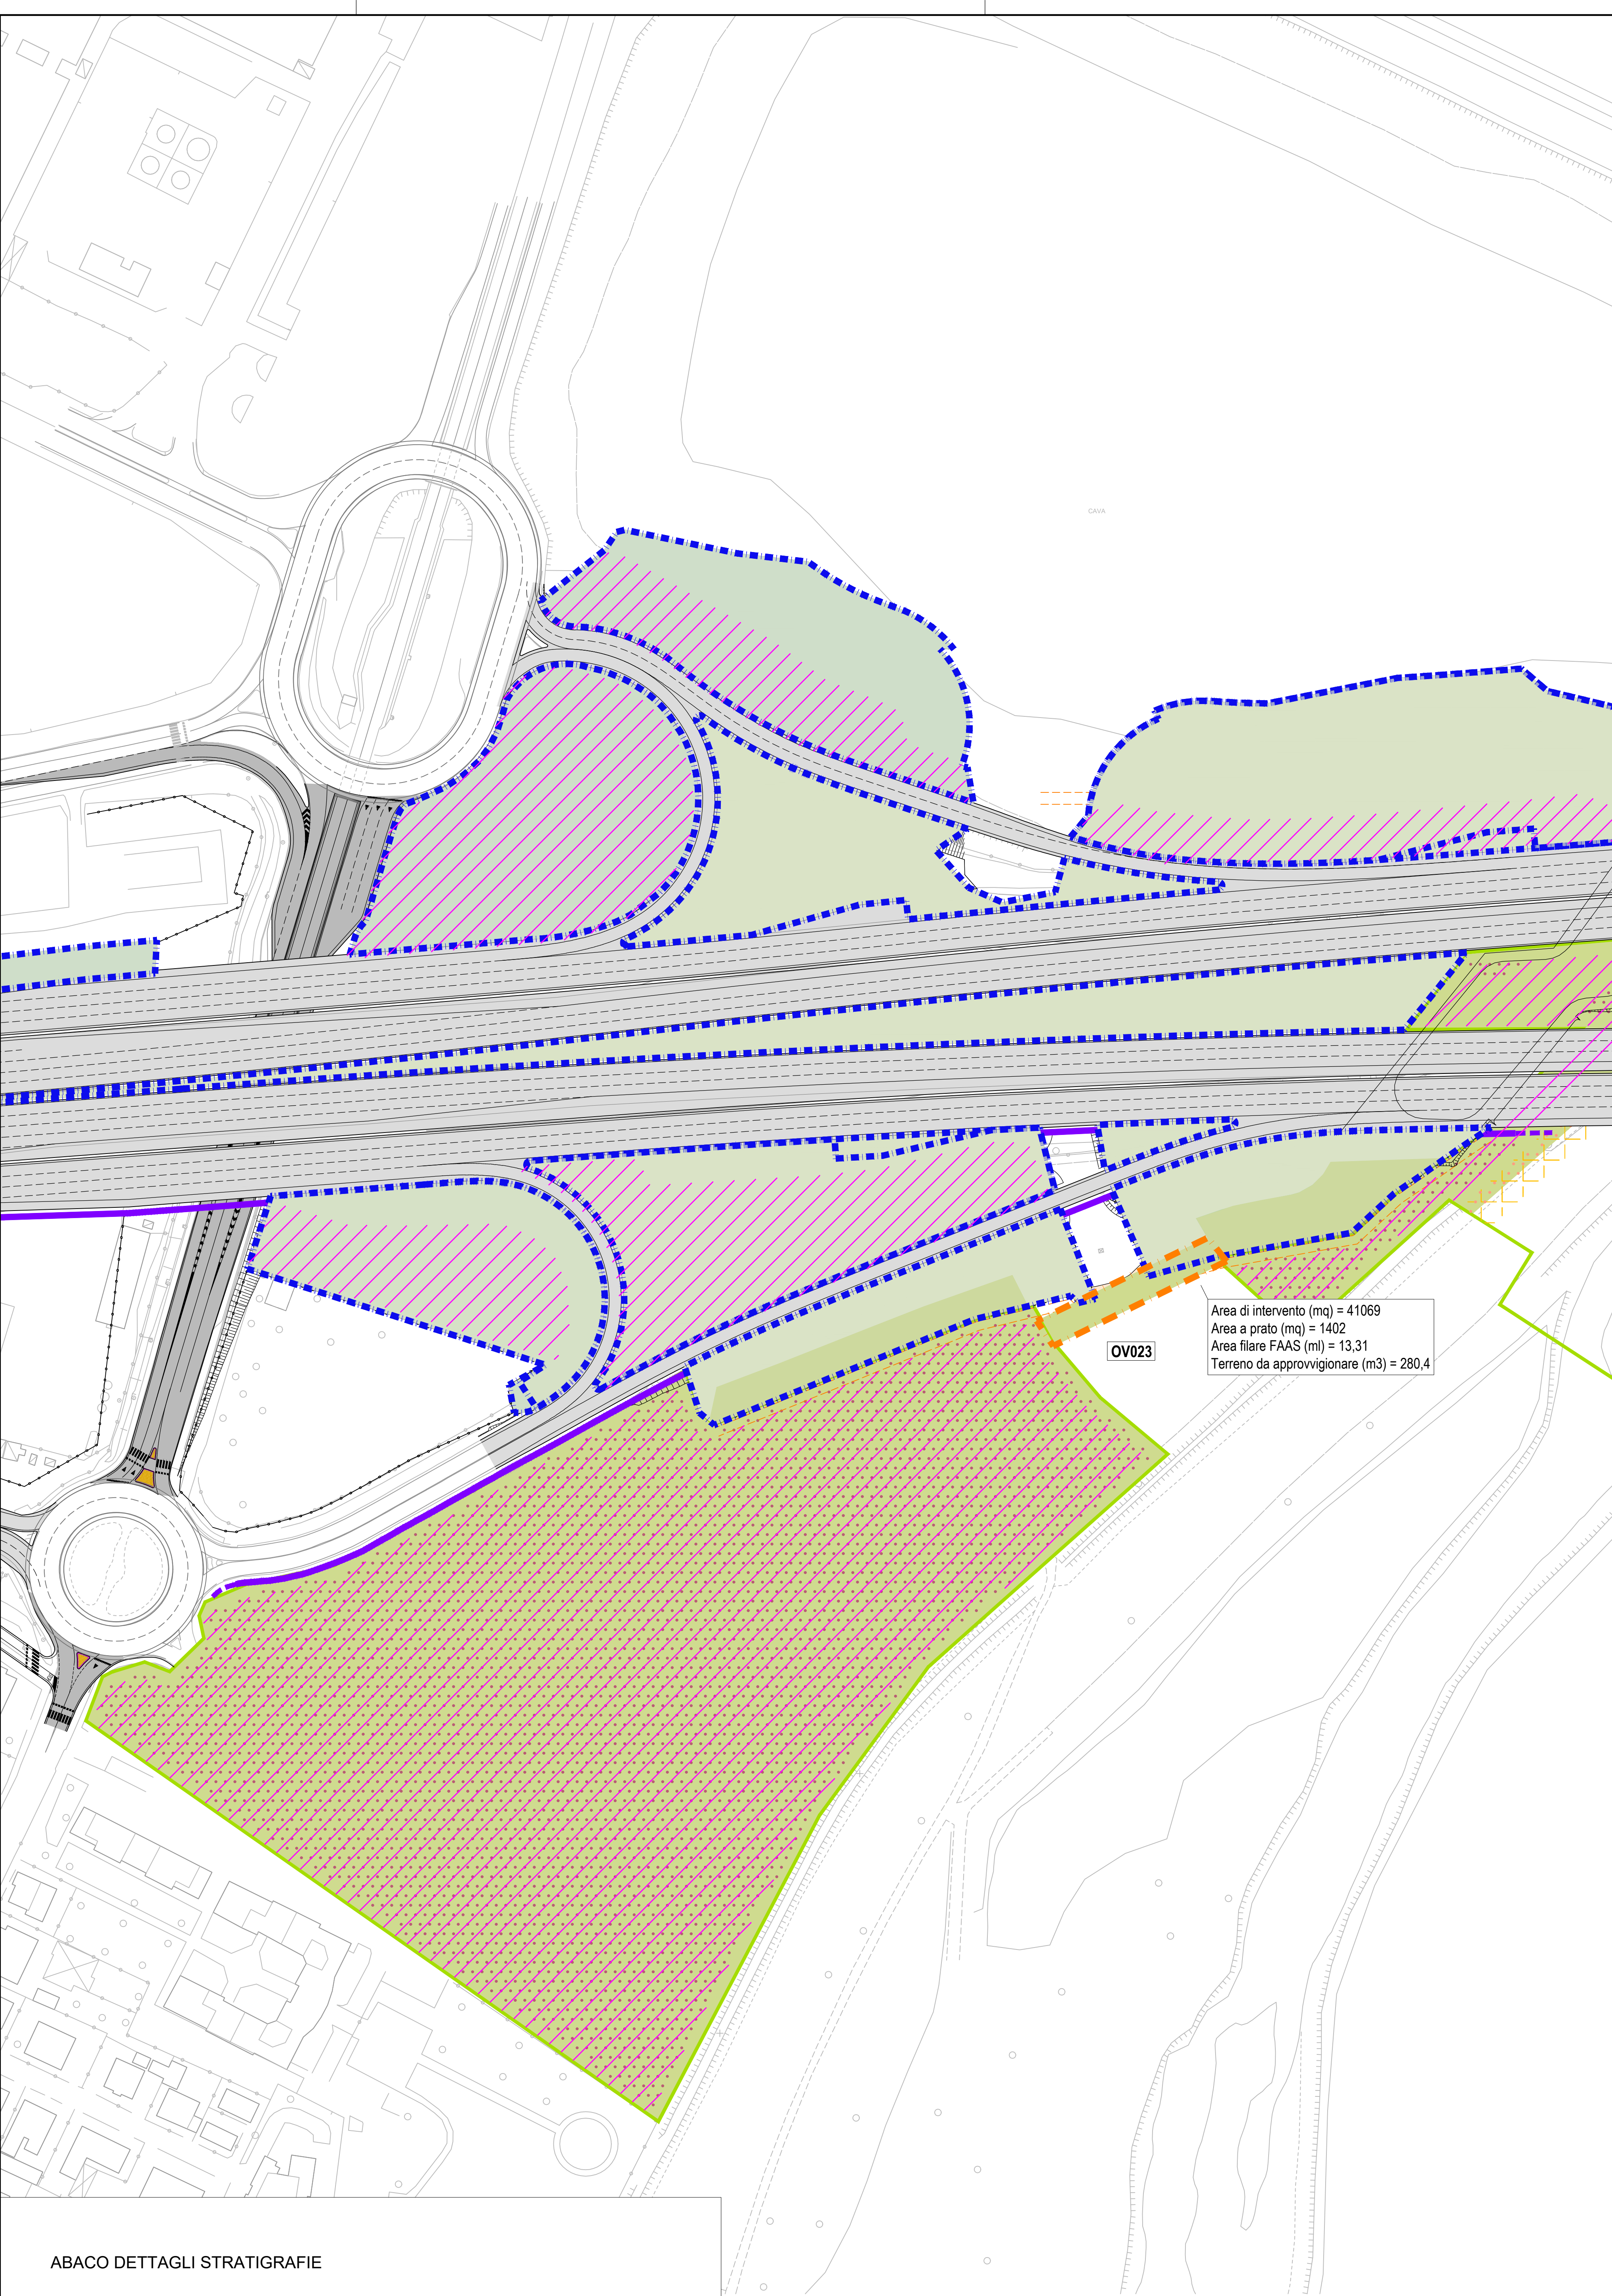 CAVA
Area di intervento (mq) = 41069
Area a prato (mq) = 1402
Area filare FAAS (ml) = 13,31
Terreno da approvvigionare (m3) = 280,4
OV023
ABACO DETTAGLI STRATIGRAFIE